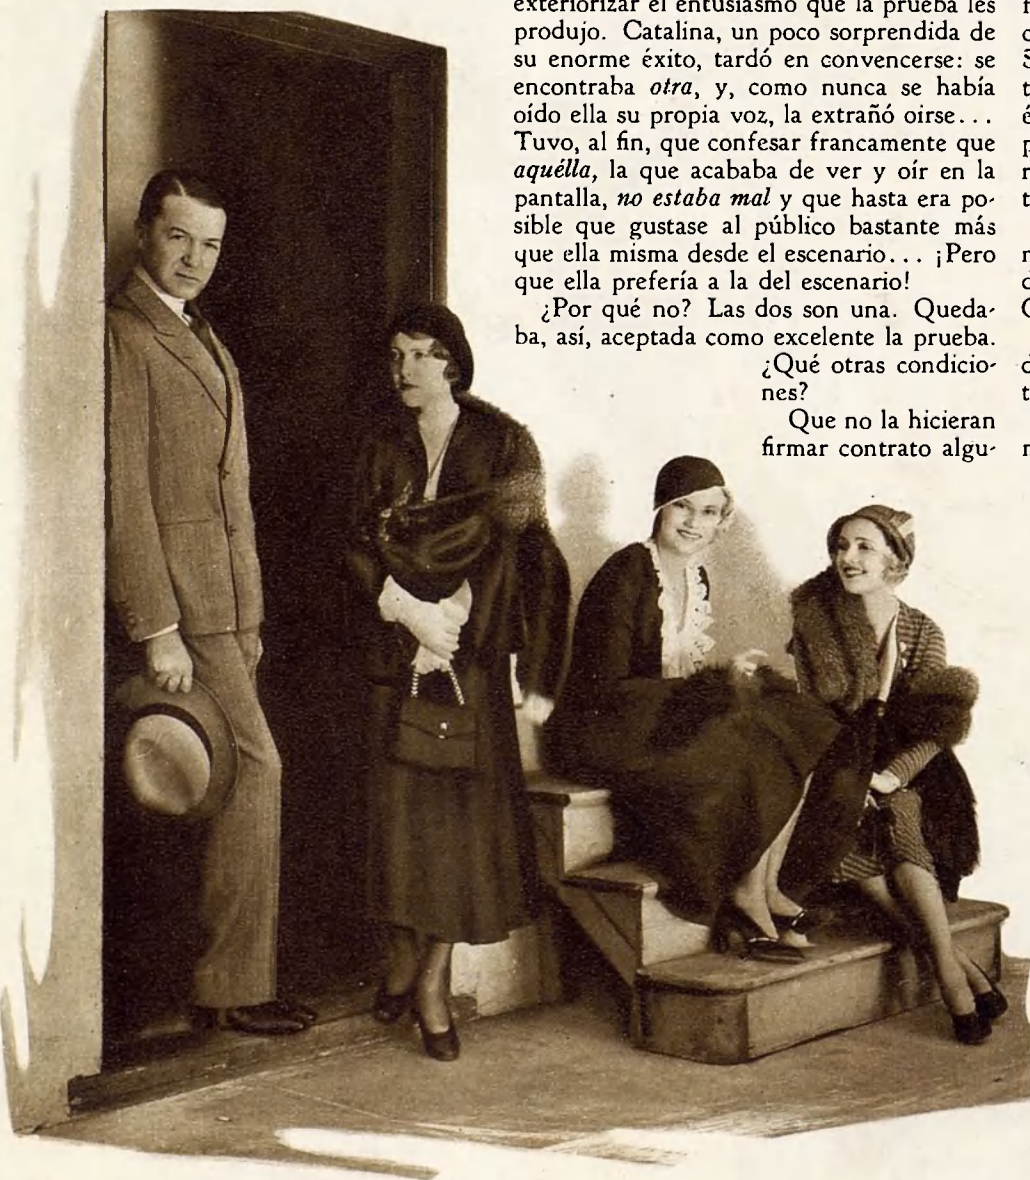 exteriorizar el entusiasmo que la prueba les
produjo. Catalina, un poco sorprendida de
su enorme éxito, tardó en convencerse: se
encontraba otra, y, como nunca se había
oído ella su propia voz, la extrañó oirse...
Tuvo, al fin, que confesar francamente que
aquélla, la que acababa de ver y oír en la
pantalla, no estaba mal y que hasta era po-
sible que gustase al público bastante más
que ella misma desde el escenario... ¡Pero
que ella prefería a la del escenario!
¿Por qué no? Las dos son una. Queda-
ba, así, aceptada como excelente la prueba.
¿Qué otras condicio-
nes?
Que no la hicieran
firmar contrato algu-